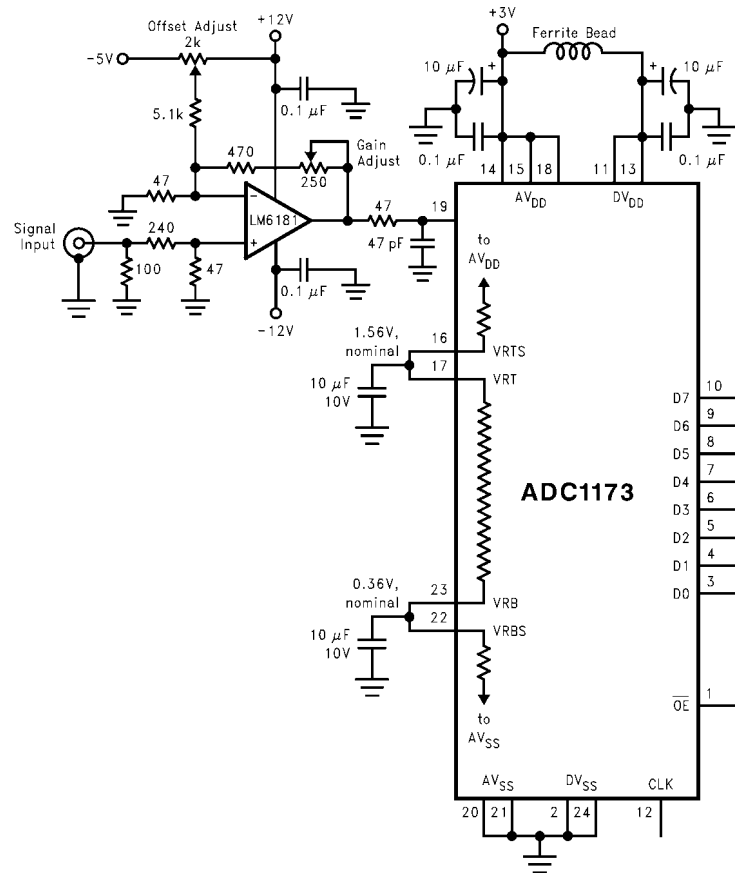 Offset Adjust
2k
+12V
-5V
5.1k
0.1 μF
470
Gain
Adjust
250
47
LM6181
−
+
Signal
Input
240
100
47
0.1 μF
-12V
47
47 pF
+3V
Ferrite Bead
10 μF
+
+
10 μF
0.1 μF
0.1 μF
14
15
18
11
13
19
AVDD
DVDD
to
AVDD
1.56V,
nominal
16
VRTS
17
VRT
10 μF
10V
ADC1173
D7
10
D6
9
D5
8
D4
7
D3
6
D2
5
D1
4
D0
3
0.36V,
nominal
23
VRB
22
VRBS
10 μF
10V
to
AVSS
OE
1
AVSS
DVSS
CLK
20
21
2
24
12